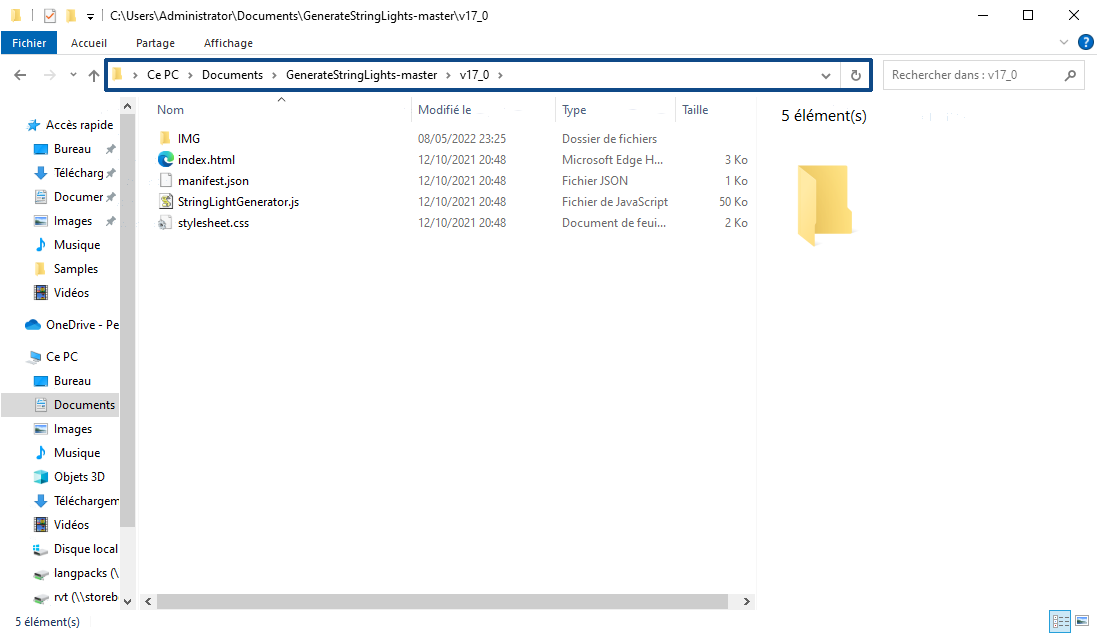 C:\Users\Administrator\Documents\GenerateStringLights-master\v17_0
Fichier Accueil Partage Affichage ?
Ce PC Documents GenerateStringLights-master v17_0 Rechercher dans : v17_0
Nom Modifié le Type Taille
IMG 08/05/2022 23:25 Dossier de fichiers
index.html 12/10/2021 20:48 Microsoft Edge H... 3 Ko
manifest.json 12/10/2021 20:48 Fichier JSON 1 Ko
StringLightGenerator.js 12/10/2021 20:48 Fichier de JavaScript 50 Ko
stylesheet.css 12/10/2021 20:48 Document de feui... 2 Ko
Accès rapide
Bureau
Télécharg
Documer
Images
Musique
Samples
Vidéos
OneDrive - Pe
Ce PC
Bureau
Documents
Images
Musique
Objets 3D
Téléchargem
Vidéos
Disque local
langpacks (\
rvt (\\storeb
5 élément(s)
5 élément(s)